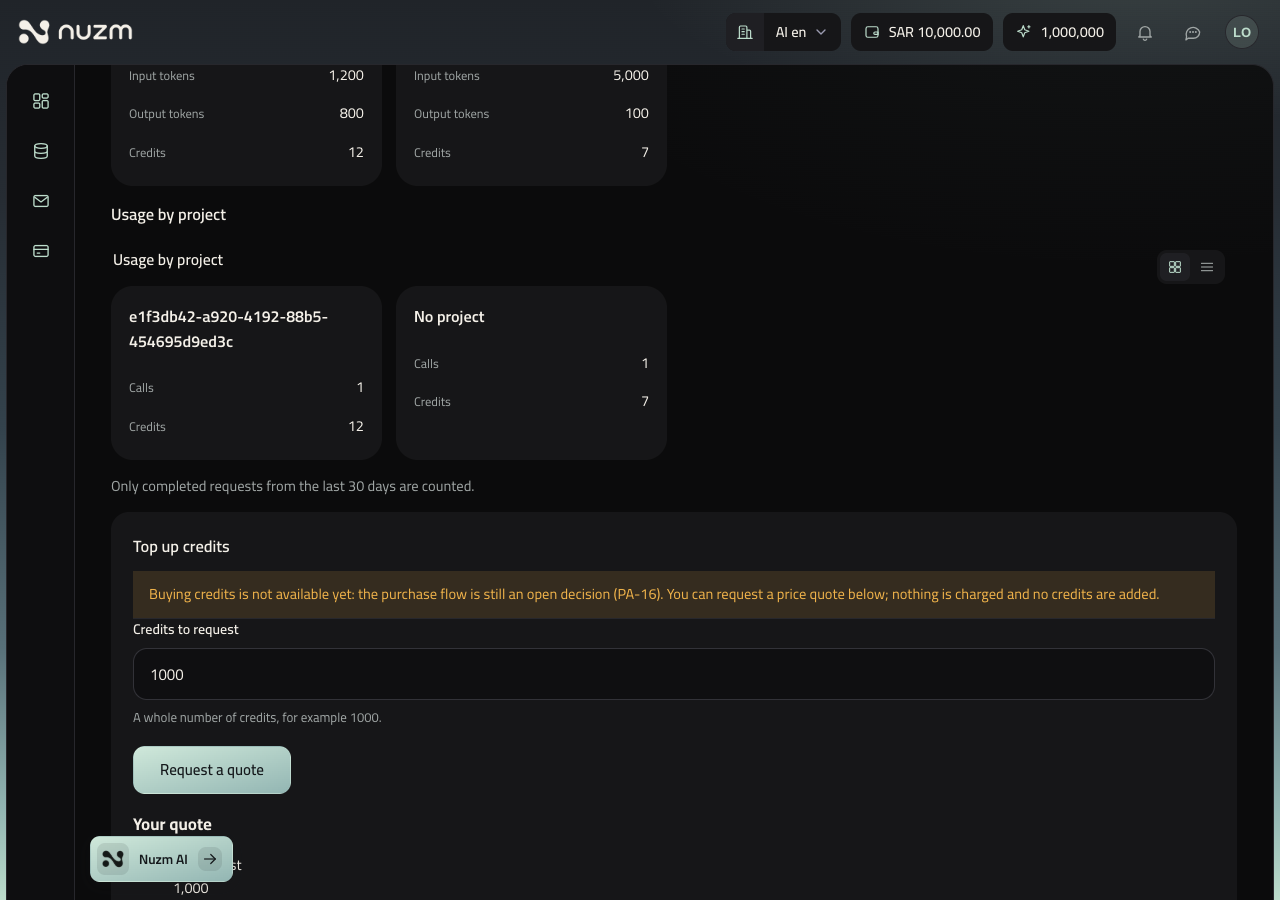 nuzm
AI en
SAR 10,000.00
1,000,000
LO
Input tokens 1,200
Output tokens 800
Credits 12
Input tokens 5,000
Output tokens 100
Credits 7
Usage by project
Usage by project
e1f3db42-a920-4192-88b5-
454695d9ed3c
Calls 1
Credits 12
No project
Calls 1
Credits 7
Only completed requests from the last 30 days are counted.
Top up credits
Buying credits is not available yet: the purchase flow is still an open decision (PA-16). You can request a price quote below; nothing is charged and no credits are added.
Credits to request
1000
A whole number of credits, for example 1000.
Request a quote
Your quote
Nuzm AI
1,000